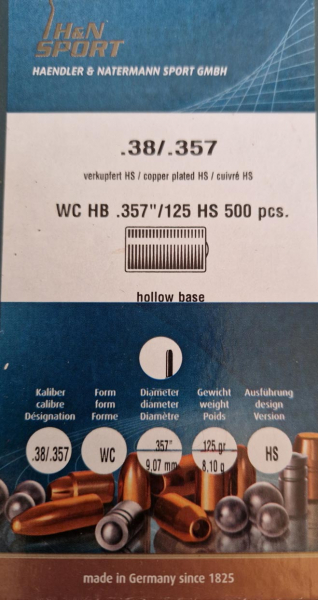 H&N
SPORT
HAENDLER & NATERMANN SPORT GMBH
.38/.357
verkupfert HS / copper plated HS / cuivré HS
WC HB .357"/125 HS 500 pcs.
hollow base
Kaliber Form Diameter Gewicht Ausführung
calibre form diameter weight design
Désignation Forme Diamètre Poids Version
.38/.357 WC .357" 125 gr HS
9,07 mm 8,10 g
made in Germany since 1825